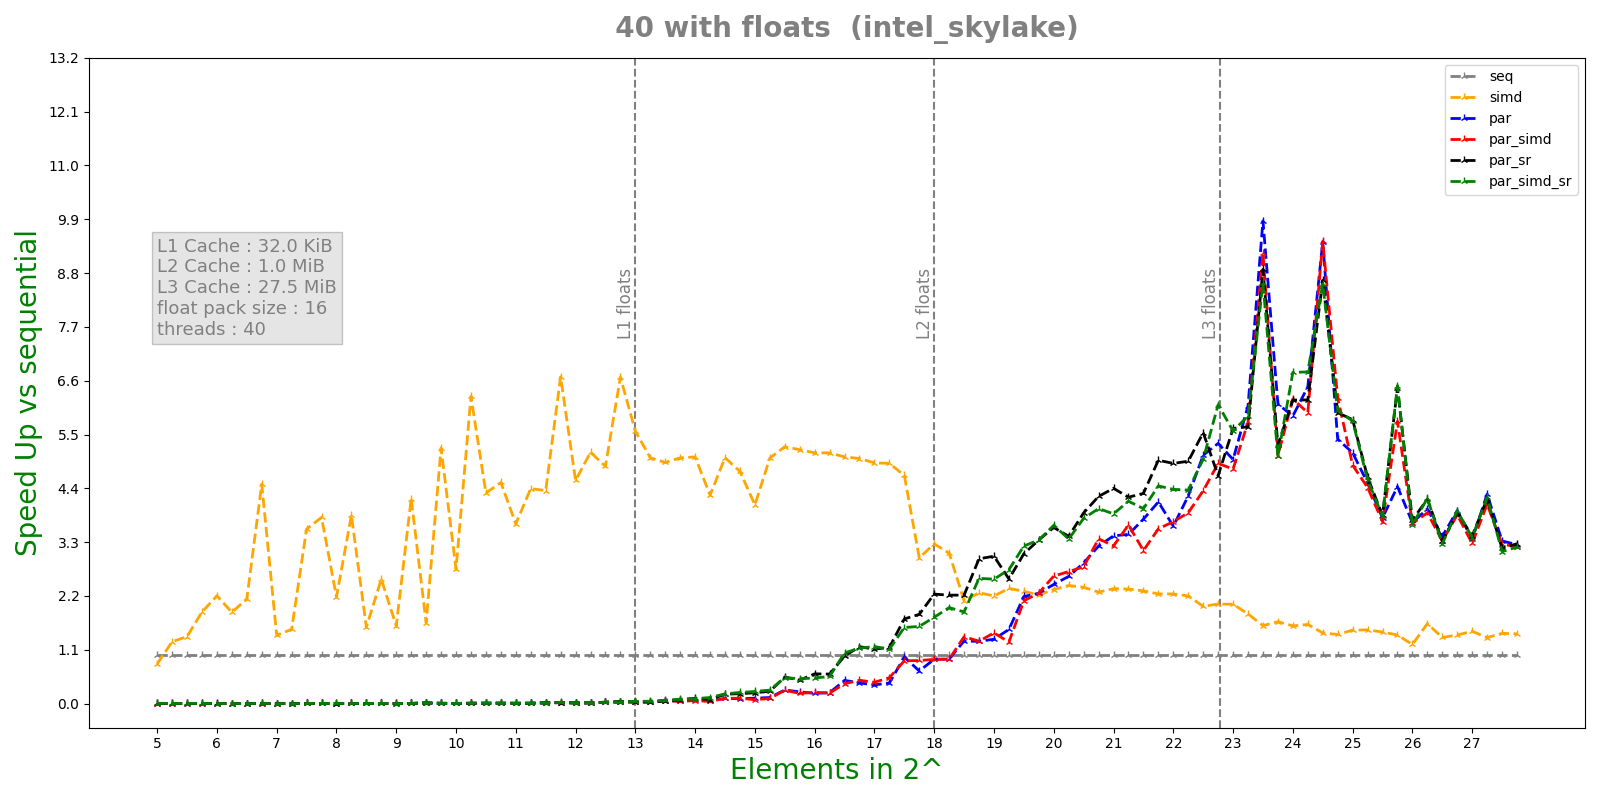 40 with floats  (intel_skylake)
Speed Up vs sequential
13.2
12.1
11.0
9.9
8.8
7.7
6.6
5.5
4.4
3.3
2.2
1.1
0.0
L1 Cache : 32.0 KiB
L2 Cache : 1.0 MiB
L3 Cache : 27.5 MiB
float pack size : 16
threads : 40
L1 floats
L2 floats
L3 floats
seq
simd
par
par_simd
par_sr
par_simd_sr
5 6 7 8 9 10 11 12 13 14 15 16 17 18 19 20 21 22 23 24 25 26 27
Elements in 2^